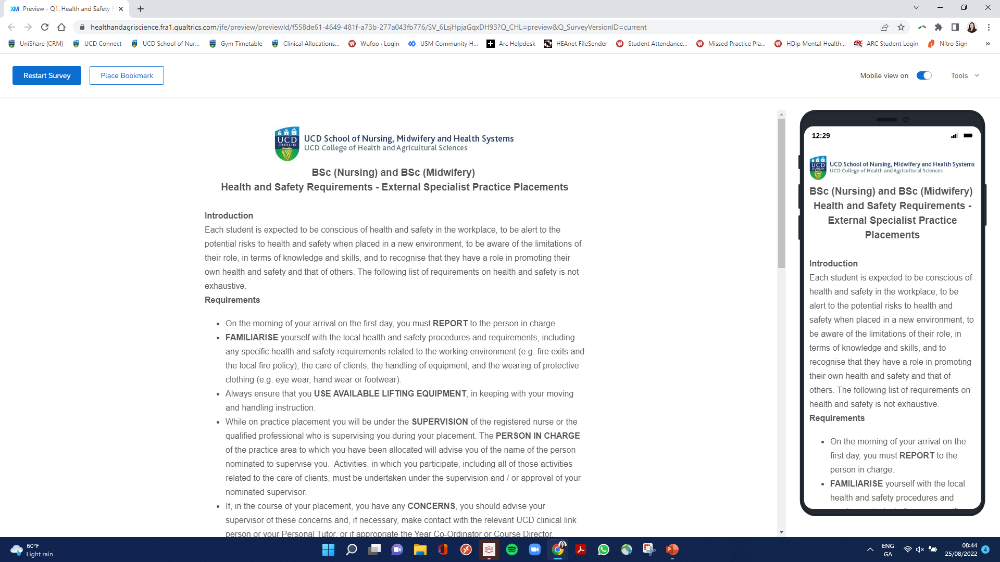 XM Preview - Q1. Health and Safety
healthandagriscience.fra1.qualtrics.com/jfe/preview/previewId/f558de61-4649-481f-a73b-277a043fb776/SV_6LsjHpjaGqxDH93?Q_CHL=preview&Q_SurveyVersionID=current
UniShare (CRM) UCD Connect UCD School of Nur... Gym Timetable Clinical Allocations... Wufoo · Login USM Community H... Arc Helpdesk HEAnet FileSender Student Attendance... Missed Practice Pla... HDip Mental Health... ARC Student Login Nitro Sign »
Restart Survey Place Bookmark Mobile view on Tools
UCD DUBLIN
UCD School of Nursing, Midwifery and Health Systems
UCD College of Health and Agricultural Sciences
BSc (Nursing) and BSc (Midwifery)
Health and Safety Requirements - External Specialist Practice Placements
Introduction
Each student is expected to be conscious of health and safety in the workplace, to be alert to the
potential risks to health and safety when placed in a new environment, to be aware of the limitations of
their role, in terms of knowledge and skills, and to recognise that they have a role in promoting their
own health and safety and that of others. The following list of requirements on health and safety is not
exhaustive.
Requirements
• On the morning of your arrival on the first day, you must REPORT to the person in charge.
• FAMILIARISE yourself with the local health and safety procedures and requirements, including
any specific health and safety requirements related to the working environment (e.g. fire exits and
the local fire policy), the care of clients, the handling of equipment, and the wearing of protective
clothing (e.g. eye wear, hand wear or footwear).
• Always ensure that you USE AVAILABLE LIFTING EQUIPMENT, in keeping with your moving
and handling instruction.
• While on practice placement you will be under the SUPERVISION of the registered nurse or the
qualified professional who is supervising you during your placement. The PERSON IN CHARGE
of the practice area to which you have been allocated will advise you of the name of the person
nominated to supervise you. Activities, in which you participate, including all of those activities
related to the care of clients, must be undertaken under the supervision and / or approval of your
nominated supervisor.
• If, in the course of your placement, you have any CONCERNS, you should advise your
supervisor of these concerns and, if necessary, make contact with the relevant UCD clinical link
person or your Personal Tutor, or if appropriate the Year Co-Ordinator or Course Director.
12:29
UCD DUBLIN
UCD School of Nursing, Midwifery and Health Systems
UCD College of Health and Agricultural Sciences
BSc (Nursing) and BSc (Midwifery)
Health and Safety Requirements -
External Specialist Practice
Placements
Introduction
Each student is expected to be conscious of
health and safety in the workplace, to be
alert to the potential risks to health and
safety when placed in a new environment, to
be aware of the limitations of their role, in
terms of knowledge and skills, and to
recognise that they have a role in promoting
their own health and safety and that of
others. The following list of requirements on
health and safety is not exhaustive.
Requirements
• On the morning of your arrival on the
first day, you must REPORT to the
person in charge.
• FAMILIARISE yourself with the local
health and safety procedures and
60°F
Light rain
ENG
GA
08:44
25/08/2022
4